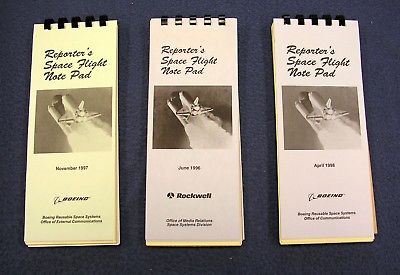 Reporter's
Space Flight
Note Pad
November 1997
BOEING
Boeing Reusable Space Systems
Office of External Communications
Reporter's
Space Flight
Note Pad
June 1996
Rockwell
Office of Media Relations
Space Systems Division
Reporter's
Space Flight
Note Pad
April 1998
BOEING
Boeing Reusable Space Systems
Office of External Communications